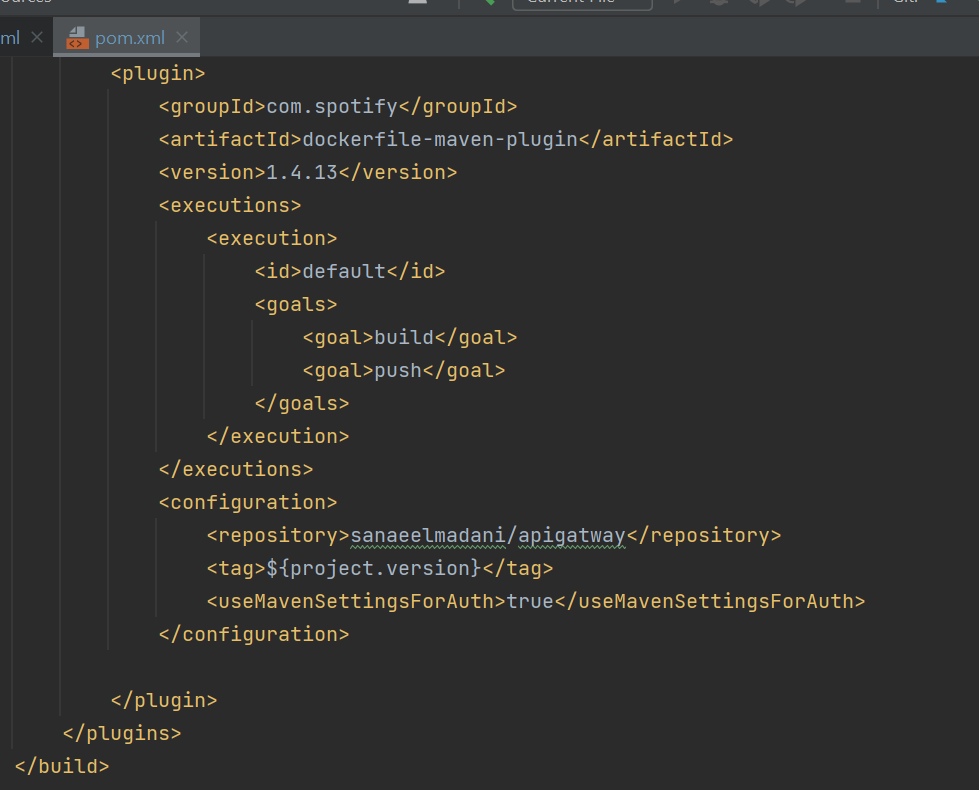 pom.xml
<plugin>
<groupId>com.spotify</groupId>
<artifactId>dockerfile-maven-plugin</artifactId>
<version>1.4.13</version>
<executions>
<execution>
<id>default</id>
<goals>
<goal>build</goal>
<goal>push</goal>
</goals>
</execution>
</executions>
<configuration>
<repository>sanaeelmadani/apigatway</repository>
<tag>${project.version}</tag>
<useMavenSettingsForAuth>true</useMavenSettingsForAuth>
</configuration>
</plugin>
</plugins>
</build>